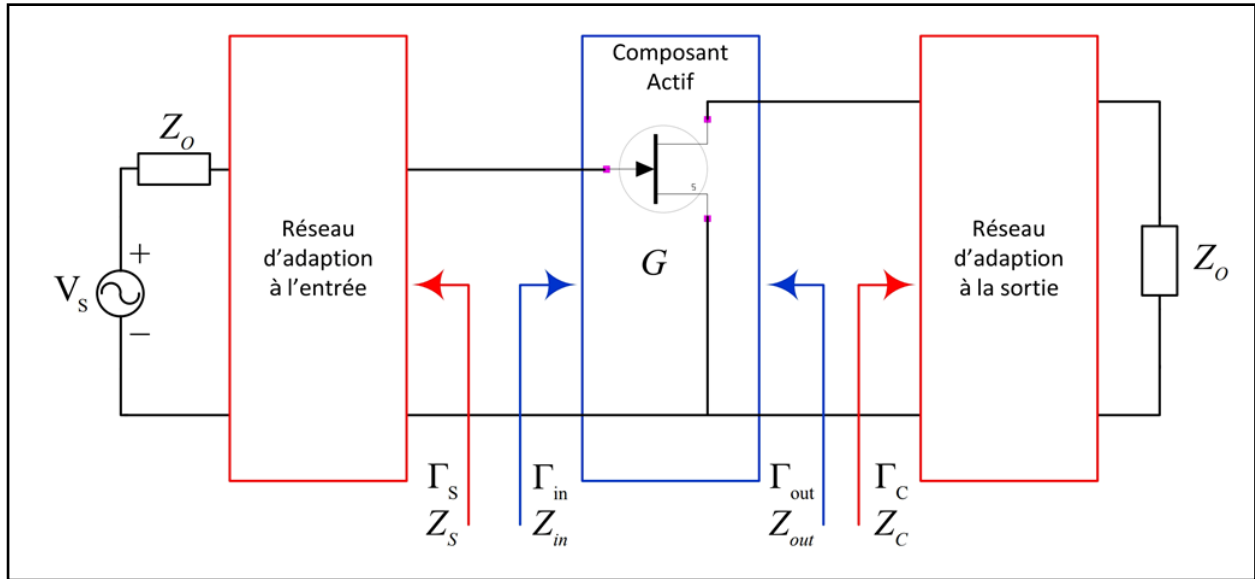 Composant
Actif
Z_O
Réseau
d'adaption
à l'entrée
+
V_S
−
S
G
Réseau
d'adaption
à la sortie
Z_O
Γ_S
Z_S
Γ_in
Z_in
Γ_out
Z_out
Γ_C
Z_C